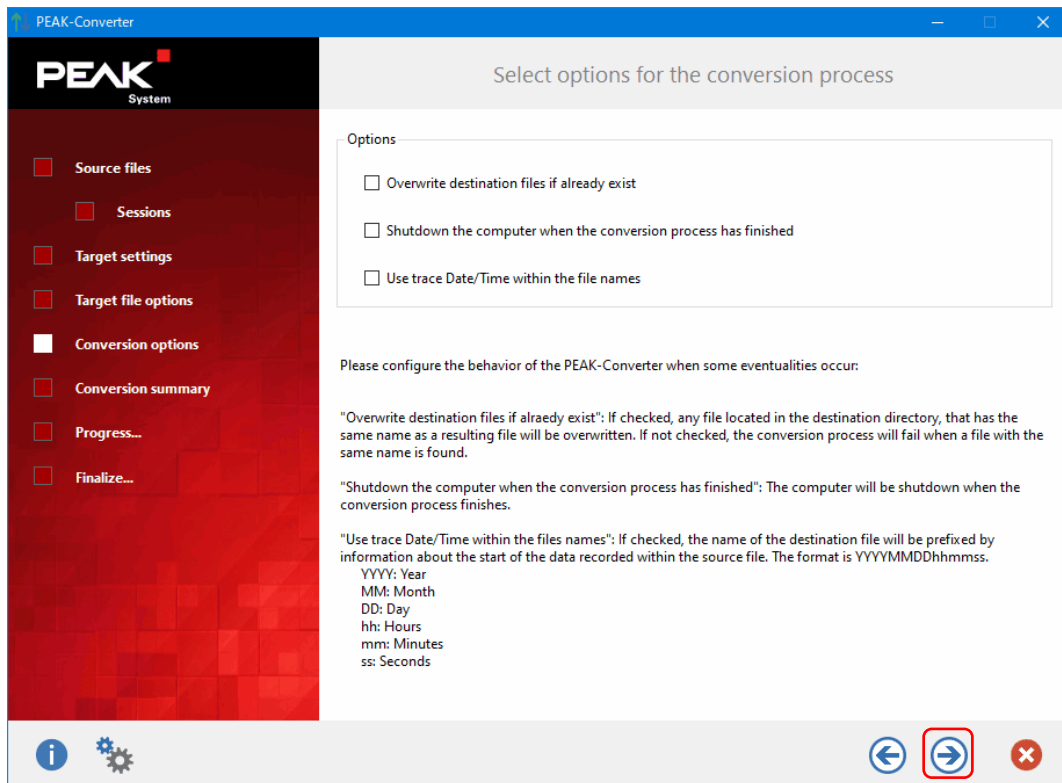 PEAK-Converter
PEAK
System
Select options for the conversion process
Source files
Sessions
Target settings
Target file options
Conversion options
Conversion summary
Progress...
Finalize...
Options
Overwrite destination files if already exist
Shutdown the computer when the conversion process has finished
Use trace Date/Time within the file names
Please configure the behavior of the PEAK-Converter when some eventualities occur:
"Overwrite destination files if alraedy exist": If checked, any file located in the destination directory, that has the
same name as a resulting file will be overwritten. If not checked, the conversion process will fail when a file with the
same name is found.
"Shutdown the computer when the conversion process has finished": The computer will be shutdown when the
conversion process finishes.
"Use trace Date/Time within the files names": If checked, the name of the destination file will be prefixed by
information about the start of the data recorded within the source file. The format is YYYYMMDDhhmmss.
YYYY: Year
MM: Month
DD: Day
hh: Hours
mm: Minutes
ss: Seconds